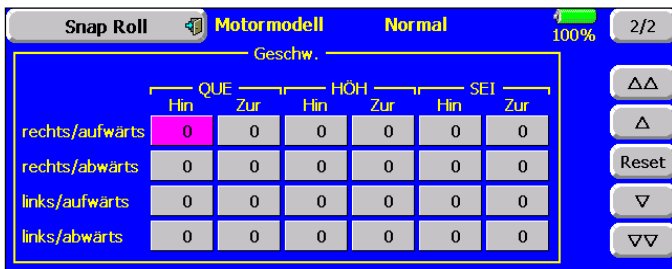 Snap Roll Motormodell Normal 100% 2/2
Geschw.
QUE HÖH SEI
Hin Zur Hin Zur Hin Zur
rechts/aufwärts 0 0 0 0 0 0
rechts/abwärts 0 0 0 0 0 0
Reset
links/aufwärts 0 0 0 0 0 0
links/abwärts 0 0 0 0 0 0